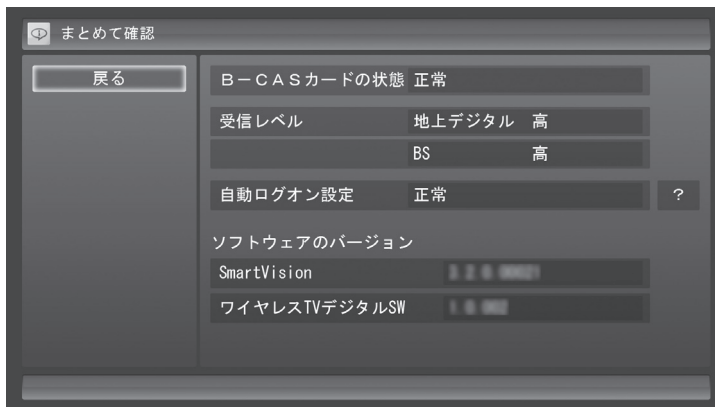 まとめて確認
戻る
B－CASカードの状態 正常
受信レベル 地上デジタル 高
BS 高
自動ログオン設定 正常 ?
ソフトウェアのバージョン
SmartVision
ワイヤレスTVデジタルSW